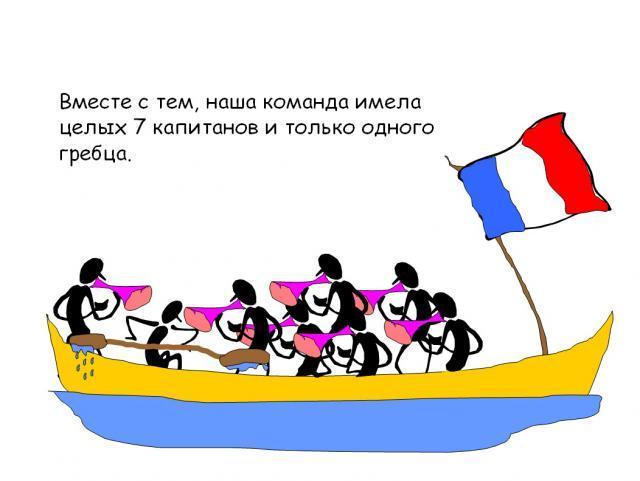 Вместе с тем, наша команда имела
целых 7 капитанов и только одного
гребца.